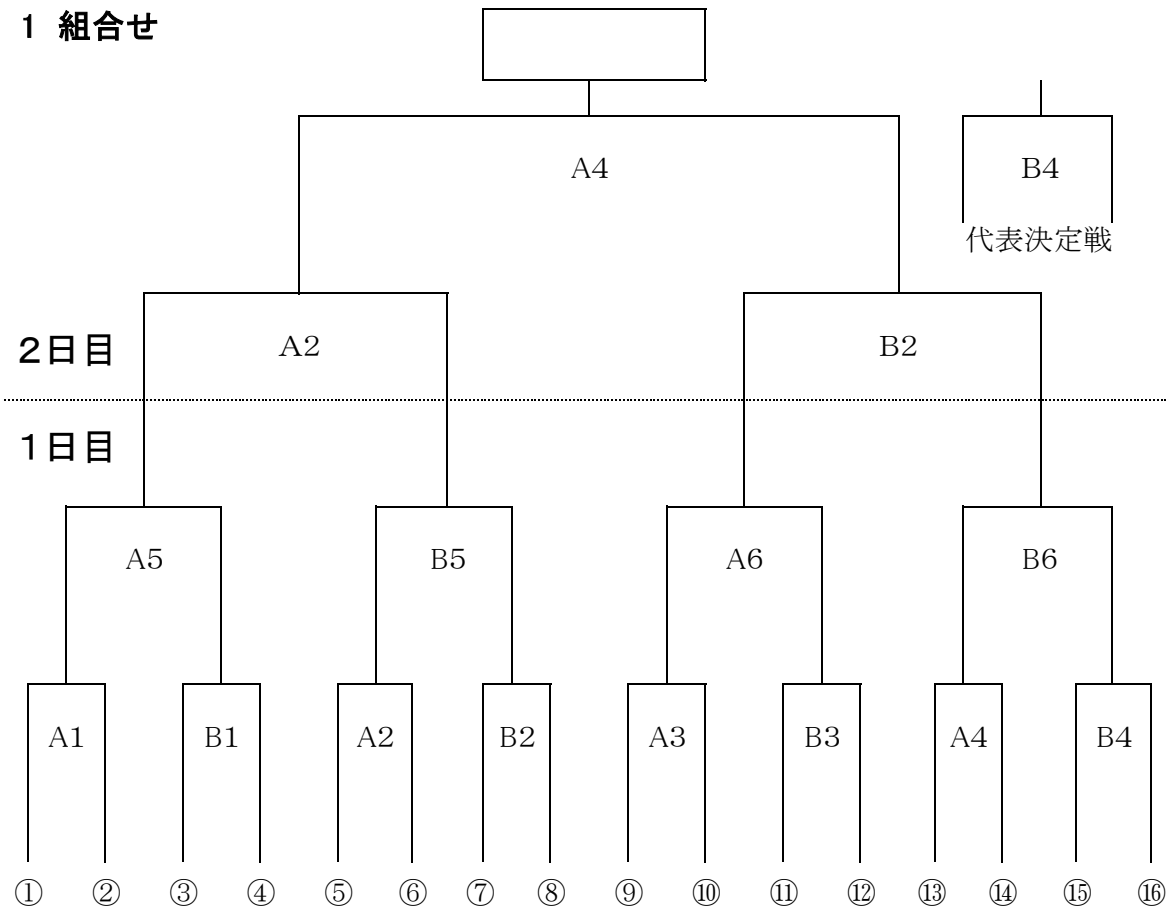 1 組合せ
A4
B4
代表決定戦
2日目
A2
B2
1日目
A5
B5
A6
B6
A1
B1
A2
B2
A3
B3
A4
B4
① ② ③ ④ ⑤ ⑥ ⑦ ⑧ ⑨ ⑩ ⑪ ⑫ ⑬ ⑭ ⑮ ⑯